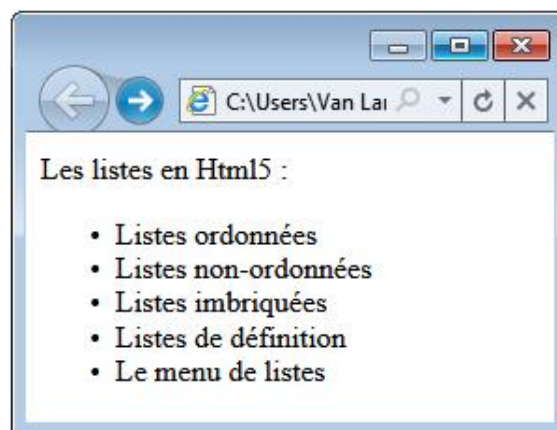 C:\Users\Van Lar
Les listes en Html5 :
• Listes ordonnées
• Listes non-ordonnées
• Listes imbriquées
• Listes de définition
• Le menu de listes